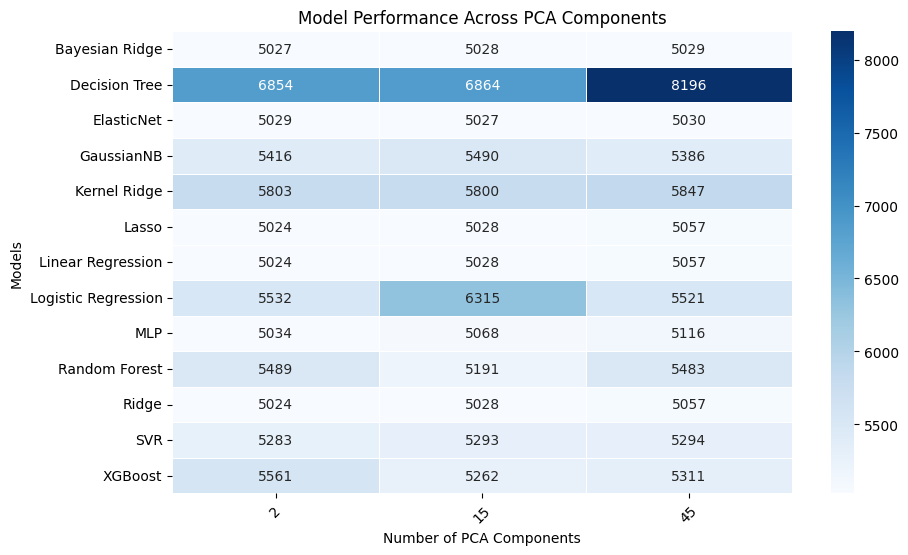 Model Performance Across PCA Components
Models
Bayesian Ridge 5027 5028 5029
Decision Tree 6854 6864 8196
ElasticNet 5029 5027 5030
GaussianNB 5416 5490 5386
Kernel Ridge 5803 5800 5847
Lasso 5024 5028 5057
Linear Regression 5024 5028 5057
Logistic Regression 5532 6315 5521
MLP 5034 5068 5116
Random Forest 5489 5191 5483
Ridge 5024 5028 5057
SVR 5283 5293 5294
XGBoost 5561 5262 5311
2 15 45
Number of PCA Components
8000
7500
7000
6500
6000
5500